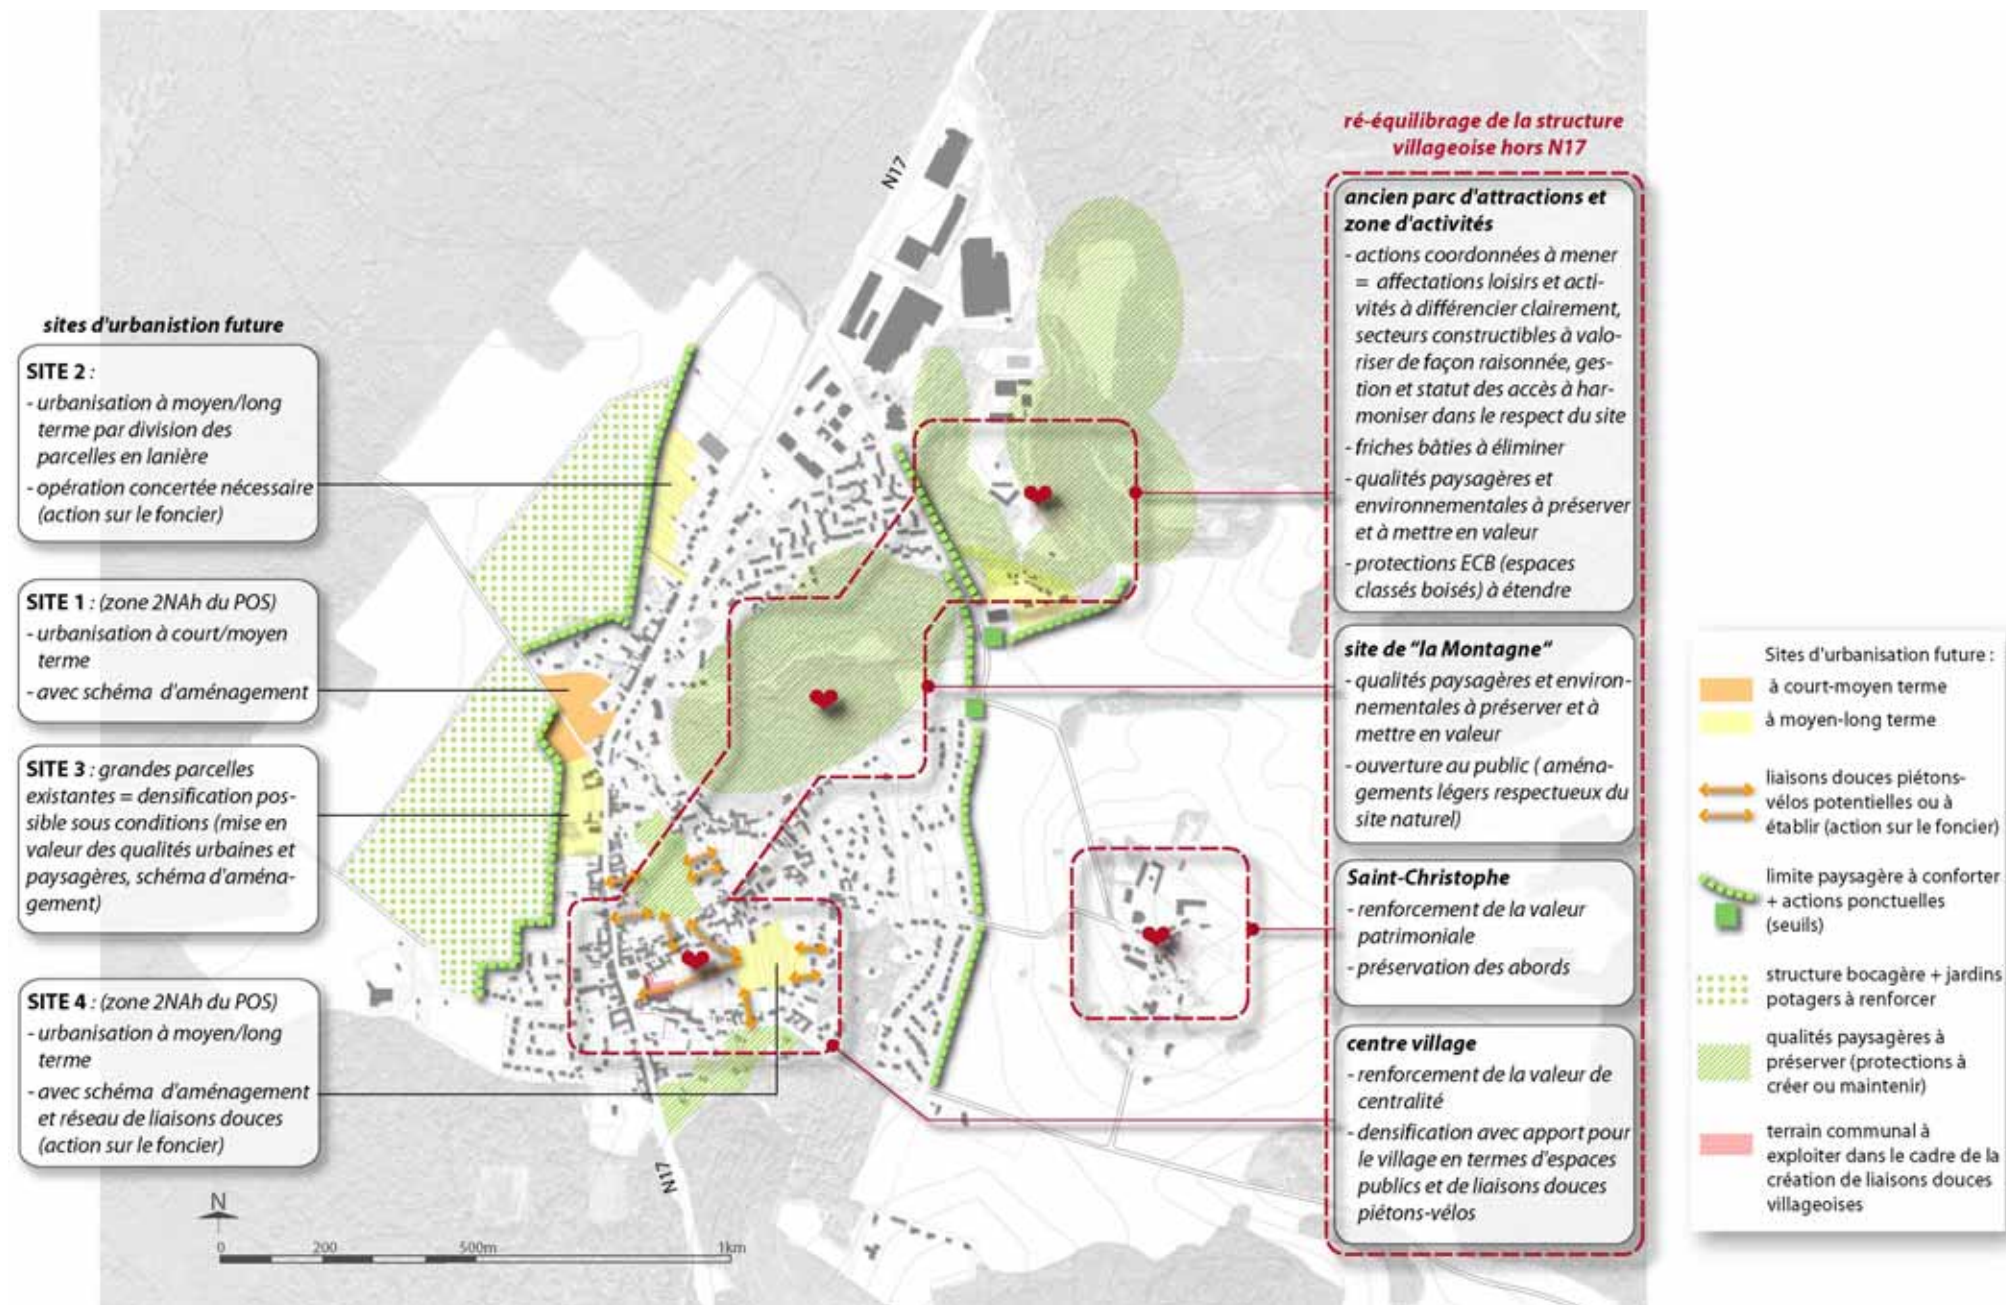 sites d'urbanistion future
SITE 2 :
- urbanisation à moyen/long
terme par division des
parcelles en lanière
- opération concertée nécessaire
(action sur le foncier)
SITE 1 : (zone 2NAh du POS)
- urbanisation à court/moyen
terme
- avec schéma d'aménagement
SITE 3 : grandes parcelles
existantes = densification pos-
sible sous conditions (mise en
valeur des qualités urbaines et
paysagères, schéma d'aména-
gement)
SITE 4 : (zone 2NAh du POS)
- urbanisation à moyen/long
terme
- avec schéma d'aménagement
et réseau de liaisons douces
(action sur le foncier)
N
0 200 500m 1km
N17
N17
ré-équilibrage de la structure
villageoise hors N17
ancien parc d'attractions et
zone d'activités
- actions coordonnées à mener
= affectations loisirs et acti-
vités à différencier clairement,
secteurs constructibles à valo-
riser de façon raisonnée, ges-
tion et statut des accès à har-
moniser dans le respect du site
- friches bâties à éliminer
- qualités paysagères et
environnementales à préserver
et à mettre en valeur
- protections ECB (espaces
classés boisés) à étendre
site de "la Montagne"
- qualités paysagères et environ-
nementales à préserver et à
mettre en valeur
- ouverture au public ( aména-
gements légers respectueux du
site naturel)
Saint-Christophe
- renforcement de la valeur
patrimoniale
- préservation des abords
centre village
- renforcement de la valeur de
centralité
- densification avec apport pour
le village en termes d'espaces
publics et de liaisons douces
piétons-vélos
Sites d'urbanisation future :
à court-moyen terme
à moyen-long terme
liaisons douces piétons-
vélos potentielles ou à
établir (action sur le foncier)
limite paysagère à conforter
+ actions ponctuelles
(seuils)
structure bocagère + jardins
potagers à renforcer
qualités paysagères à
préserver (protections à
créer ou maintenir)
terrain communal à
exploiter dans le cadre de la
création de liaisons douces
villageoises